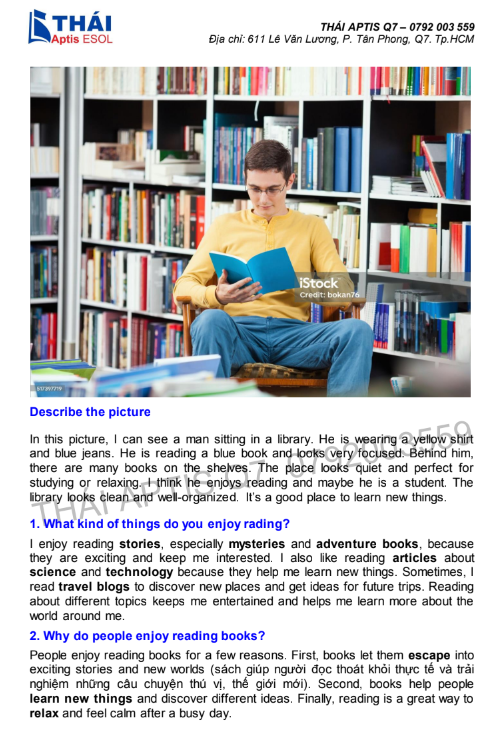 THÁI
Aptis ESOL
THÁI APTIS Q7 – 0792 003 559
Địa chỉ: 611 Lê Văn Lương, P. Tân Phong, Q7. Tp.HCM
iStock
Credit: bokan76
Describe the picture
In this picture, I can see a man sitting in a library. He is wearing a yellow shirt
and blue jeans. He is reading a blue book and looks very focused. Behind him,
there are many books on the shelves. The place looks quiet and perfect for
studying or relaxing. I think he enjoys reading and maybe he is a student. The
library looks clean and well-organized. It's a good place to learn new things.
THÁI APTIS Q7 0792003559
1. What kind of things do you enjoy rading?
I enjoy reading stories, especially mysteries and adventure books, because
they are exciting and keep me interested. I also like reading articles about
science and technology because they help me learn new things. Sometimes, I
read travel blogs to discover new places and get ideas for future trips. Reading
about different topics keeps me entertained and helps me learn more about the
world around me.
2. Why do people enjoy reading books?
People enjoy reading books for a few reasons. First, books let them escape into
exciting stories and new worlds (sách giúp người đọc thoát khỏi thực tế và trải
nghiệm những câu chuyện thú vị, thế giới mới). Second, books help people
learn new things and discover different ideas. Finally, reading is a great way to
relax and feel calm after a busy day.